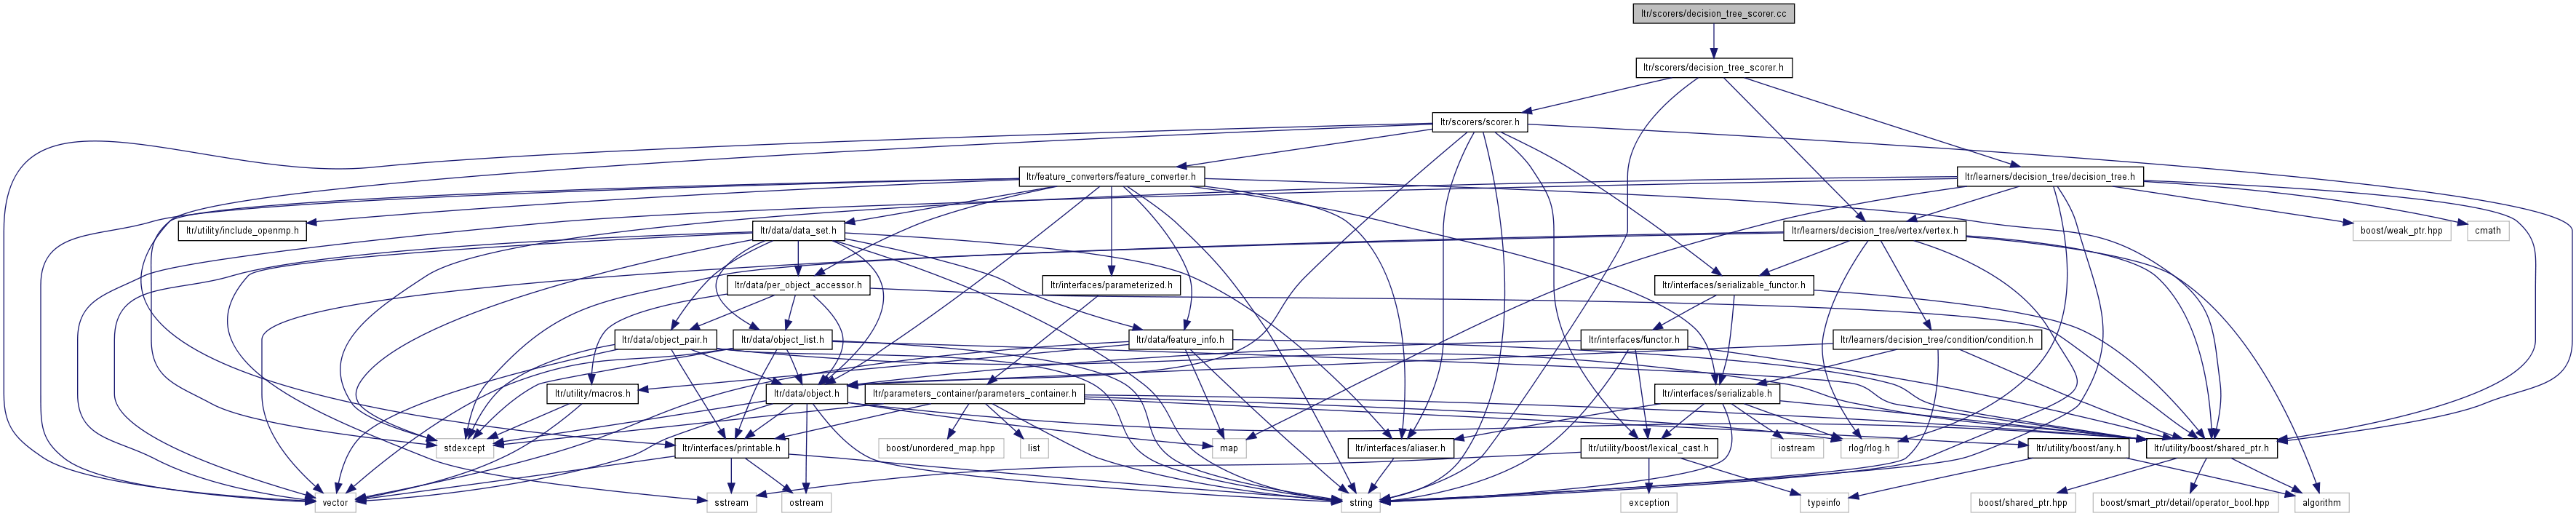 ltr/scorers/decision_tree_scorer.cc
ltr/scorers/decision_tree_scorer.h
ltr/scorers/scorer.h
ltr/feature_converters/feature_converter.h
ltr/learners/decision_tree/decision_tree.h
ltr/utility/include_openmp.h
ltr/data/data_set.h
ltr/learners/decision_tree/vertex/vertex.h
boost/weak_ptr.hpp
cmath
ltr/data/per_object_accessor.h
ltr/interfaces/parameterized.h
ltr/interfaces/serializable_functor.h
ltr/data/object_pair.h
ltr/data/object_list.h
ltr/data/feature_info.h
ltr/interfaces/functor.h
ltr/learners/decision_tree/condition/condition.h
ltr/utility/macros.h
ltr/data/object.h
ltr/parameters_container/parameters_container.h
ltr/interfaces/serializable.h
stdexcept
ltr/interfaces/printable.h
boost/unordered_map.hpp
list
map
ltr/interfaces/aliaser.h
ltr/utility/boost/lexical_cast.h
iostream
rlog/rlog.h
ltr/utility/boost/any.h
ltr/utility/boost/shared_ptr.h
vector
sstream
ostream
string
exception
typeinfo
boost/shared_ptr.hpp
boost/smart_ptr/detail/operator_bool.hpp
algorithm